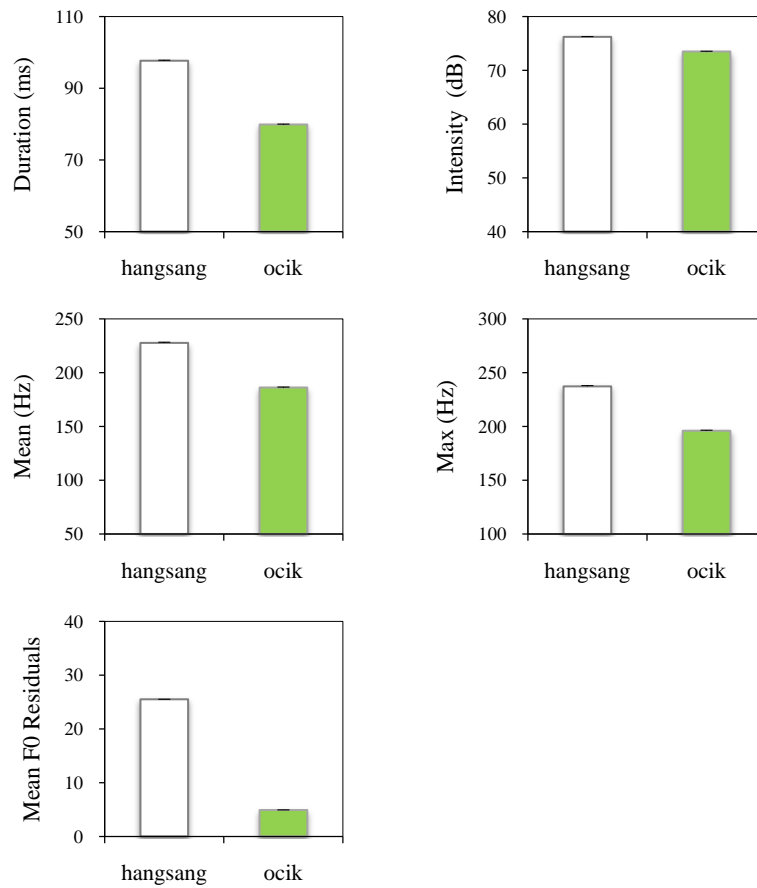 Duration (ms)
110
90
70
50
hangsang ocik
Intensity (dB)
80
70
60
50
40
hangsang ocik
Mean (Hz)
250
200
150
100
50
hangsang ocik
Max (Hz)
300
250
200
150
100
hangsang ocik
Mean F0 Residuals
40
30
20
10
0
hangsang ocik